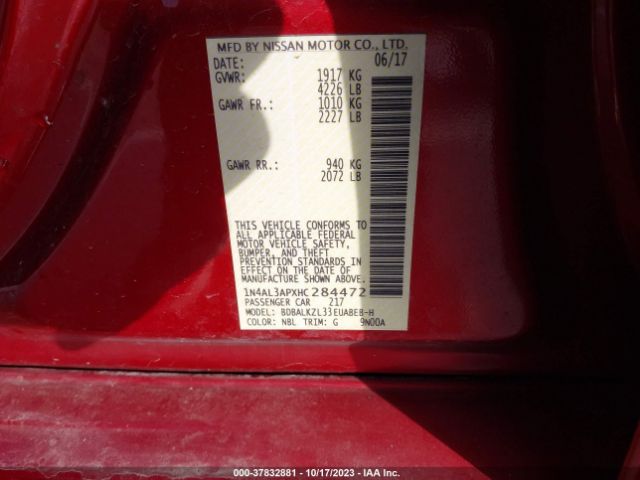 MFD BY NISSAN MOTOR CO., LTD.
DATE: 06/17
GVWR: 1917 KG
4226 LB
GAWR FR.: 1010 KG
2227 LB
GAWR RR.: 940 KG
2072 LB
THIS VEHICLE CONFORMS TO
ALL APPLICABLE FEDERAL
MOTOR VEHICLE SAFETY,
BUMPER, AND THEFT
PREVENTION STANDARDS IN
EFFECT ON THE DATE OF
MANUFACTURE SHOWN ABOVE.
1N4AL3APXHC284472
PASSENGER CAR 217
MODEL: BDBALKZL33EUABEB-H
COLOR: NBL TRIM: G 9N00A
000-37832881 - 10/17/2023 - IAA Inc.